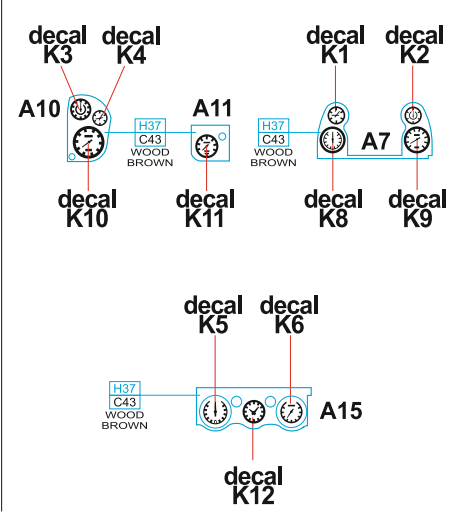 decal
K3
decal
K4
decal
K1
decal
K2
A10
A11
H37
C43
WOOD
BROWN
H37
C43
WOOD
BROWN
A7
decal
K10
decal
K11
decal
K8
decal
K9
decal
K5
decal
K6
H37
C43
WOOD
BROWN
A15
decal
K12